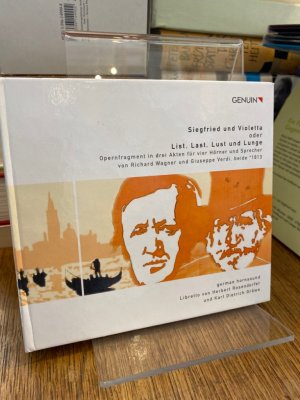 GENUIN
Siegfried und Violetta
oder
List, Last, Lust und Lunge
Opernfragment in drei Akten für vier Hörner und Sprecher
von Richard Wagner und Giuseppe Verdi, beide *1813
german hornsound
Libretto von Herbert Rosendorfer
und Karl Dietrich Gräwe